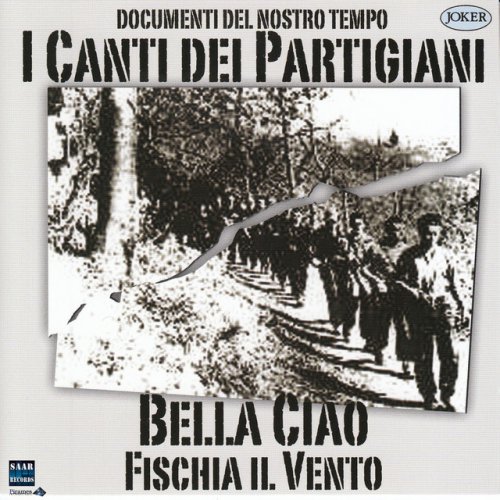 DOCUMENTI DEL NOSTRO TEMPO
JOKER
I CANTI DEI PARTIGIANI
BELLA CIAO
FISCHIA IL VENTO
SAAR
RECORDS